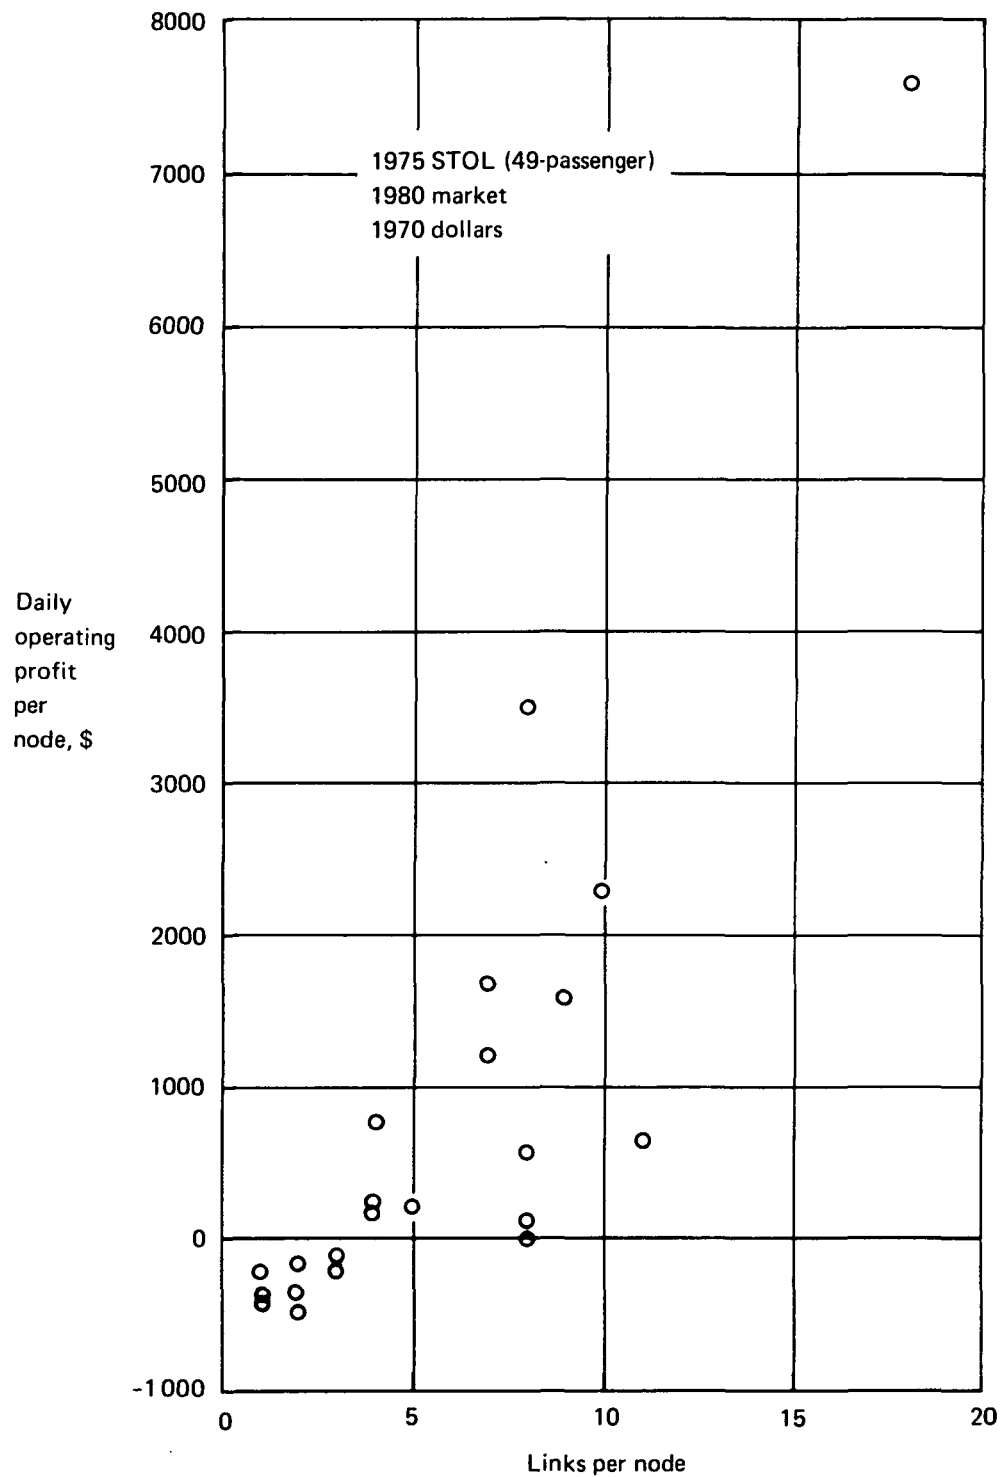 8000
7000
6000
5000
4000
3000
2000
1000
0
-1000
1975 STOL (49-passenger)
1980 market
1970 dollars
Daily
operating
profit
per
node, $
0 5 10 15 20
Links per node